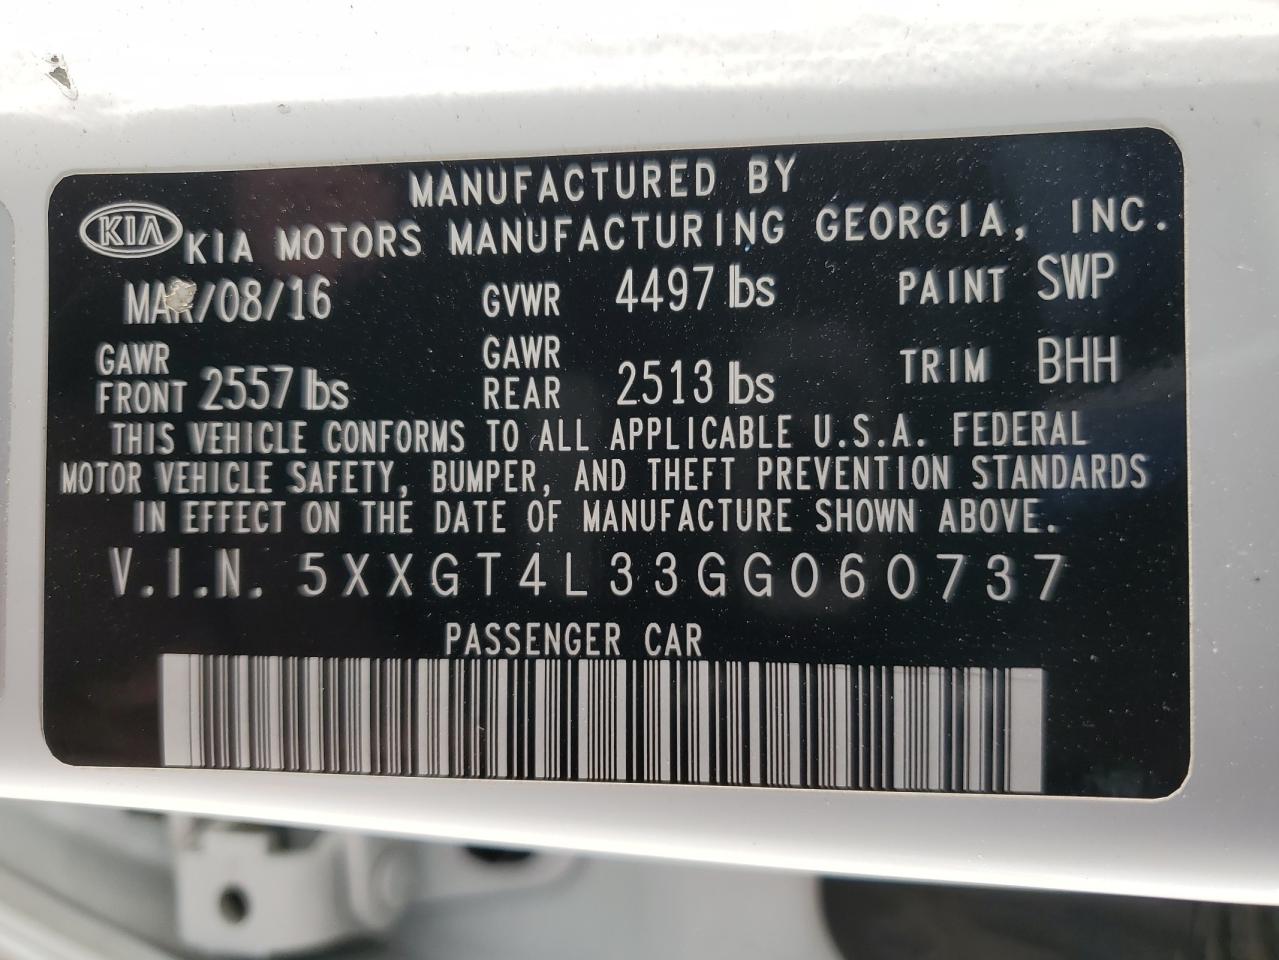 MANUFACTURED BY
KIA KIA MOTORS MANUFACTURING GEORGIA, INC.
MAR/08/16 GVWR 4497 lbs PAINT SWP
GAWR FRONT 2557 lbs GAWR REAR 2513 lbs TRIM BHH
THIS VEHICLE CONFORMS TO ALL APPLICABLE U.S.A. FEDERAL
MOTOR VEHICLE SAFETY, BUMPER, AND THEFT PREVENTION STANDARDS
IN EFFECT ON THE DATE OF MANUFACTURE SHOWN ABOVE.
V.I.N. 5XXGT4L33GG060737
PASSENGER CAR